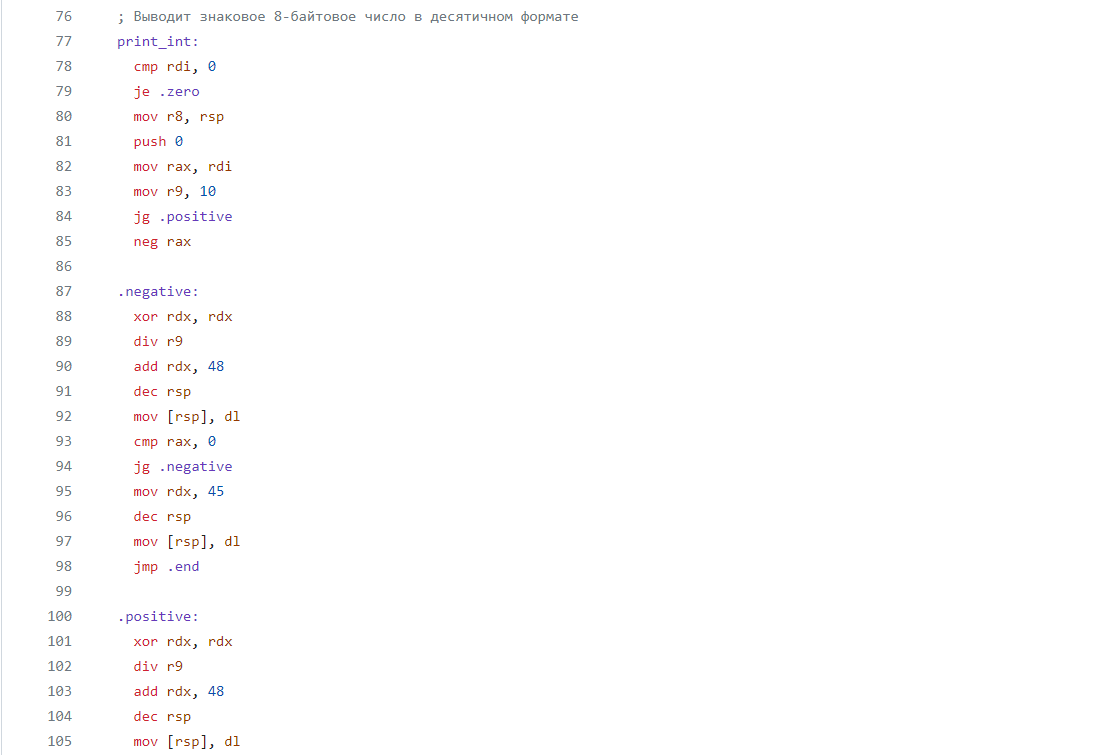 76 ; Выводит знаковое 8-байтовое число в десятичном формате
77 print_int:
78 cmp rdi, 0
79 je .zero
80 mov r8, rsp
81 push 0
82 mov rax, rdi
83 mov r9, 10
84 jg .positive
85 neg rax
86
87 .negative:
88 xor rdx, rdx
89 div r9
90 add rdx, 48
91 dec rsp
92 mov [rsp], dl
93 cmp rax, 0
94 jg .negative
95 mov rdx, 45
96 dec rsp
97 mov [rsp], dl
98 jmp .end
99
100 .positive:
101 xor rdx, rdx
102 div r9
103 add rdx, 48
104 dec rsp
105 mov [rsp], dl